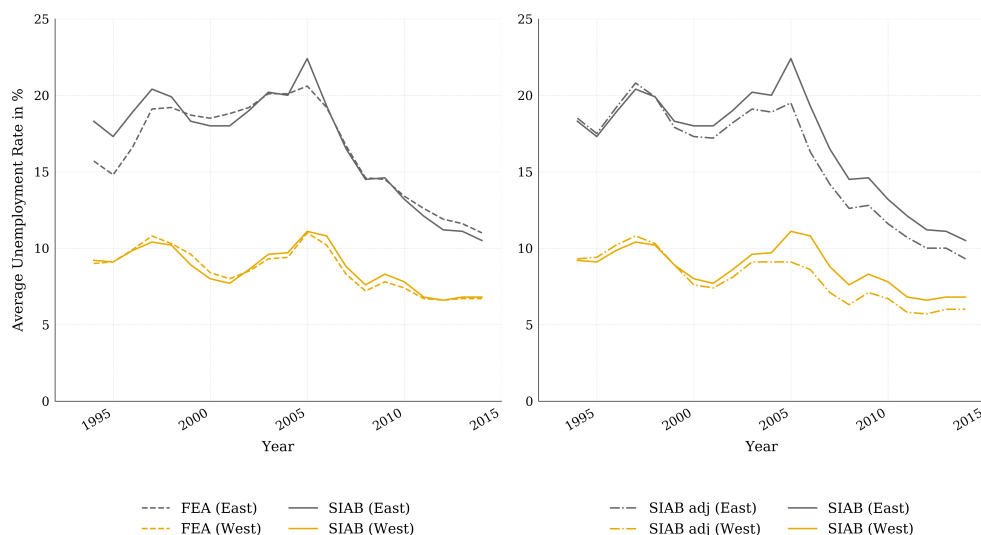 Average Unemployment Rate in %
25
20
15
10
5
0
1995
2000
2005
2010
2015
Year
FEA (East)
SIAB (East)
FEA (West)
SIAB (West)
25
20
15
10
5
0
1995
2000
2005
2010
2015
Year
SIAB adj (East)
SIAB (East)
SIAB adj (West)
SIAB (West)